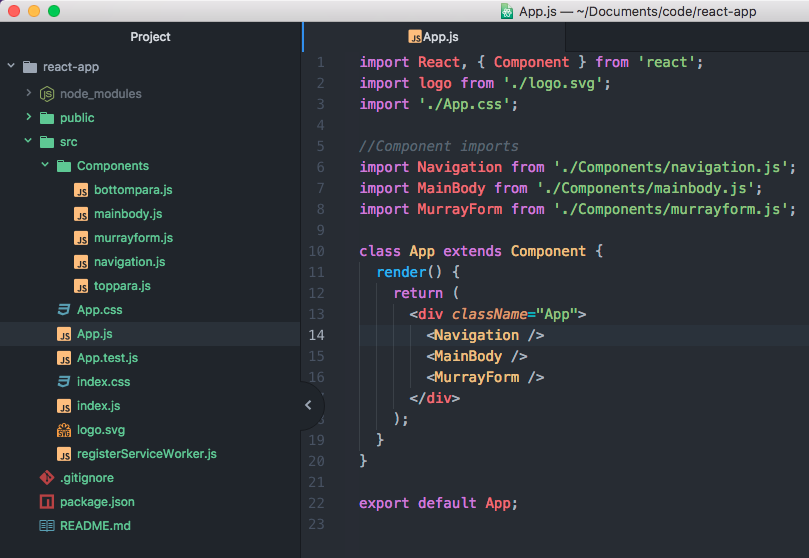 App.js — ~/Documents/code/react-app
Project
react-app
node_modules
public
src
Components
bottompara.js
mainbody.js
murrayform.js
navigation.js
toppara.js
App.css
App.js
App.test.js
index.css
index.js
logo.svg
registerServiceWorker.js
.gitignore
package.json
README.md
App.js
1 import React, { Component } from 'react';
2 import logo from './logo.svg';
3 import './App.css';
4
5 //Component imports
6 import Navigation from './Components/navigation.js';
7 import MainBody from './Components/mainbody.js';
8 import MurrayForm from './Components/murrayform.js';
9
10 class App extends Component {
11 render() {
12 return (
13 <div className="App">
14 <Navigation />
15 <MainBody />
16 <MurrayForm />
</div>
);
19 }
20 }
21
22 export default App;
23